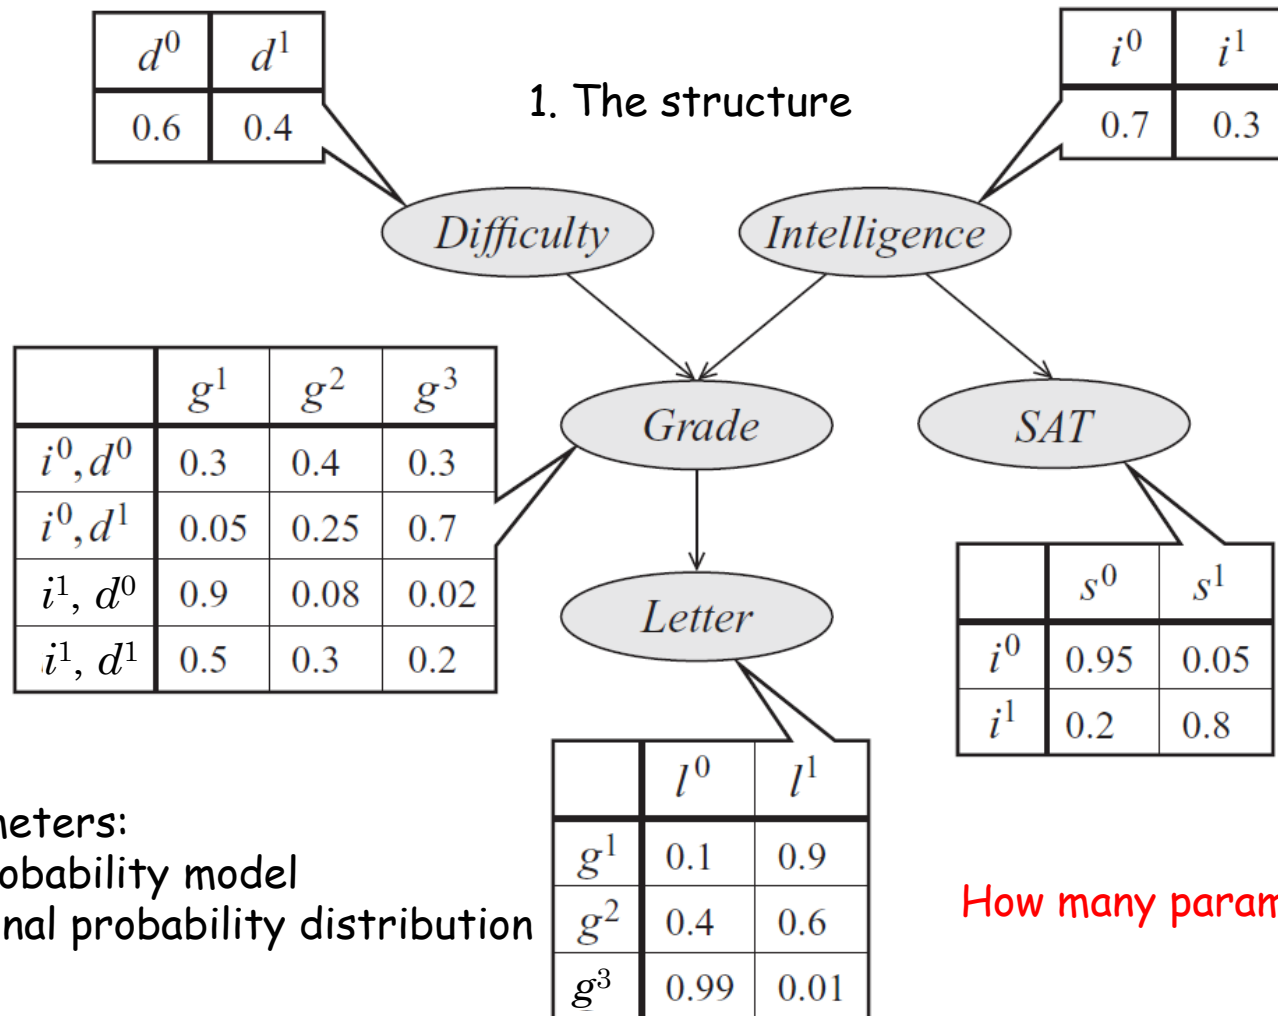 d⁰ d¹
0.6 0.4
1. The structure
i⁰ i¹
0.7 0.3
Difficulty
Intelligence
g¹ g² g³
i⁰,d⁰ 0.3 0.4 0.3
i⁰,d¹ 0.05 0.25 0.7
i¹, d⁰ 0.9 0.08 0.02
i¹, d¹ 0.5 0.3 0.2
Grade
SAT
Letter
s⁰ s¹
i⁰ 0.95 0.05
i¹ 0.2 0.8
l⁰ l¹
g¹ 0.1 0.9
g² 0.4 0.6
g³ 0.99 0.01
neters:
obability model
nal probability distribution
How many param